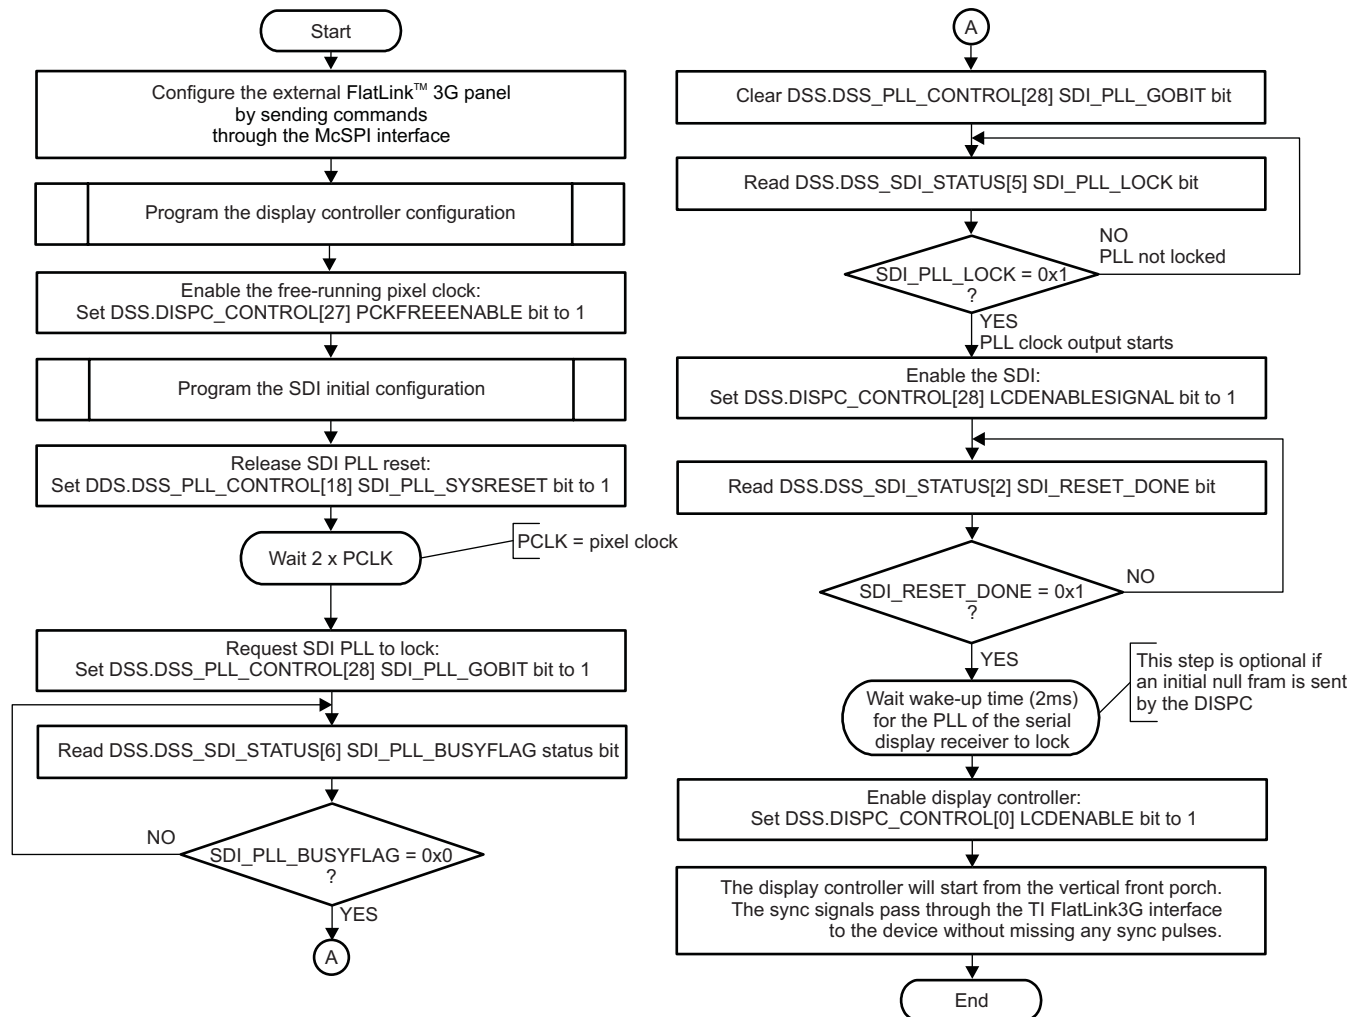 Start
Configure the external FlatLink™ 3G panel
by sending commands
through the McSPI interface
Program the display controller configuration
Enable the free-running pixel clock:
Set DSS.DISPC_CONTROL[27] PCKFREEENABLE bit to 1
Program the SDI initial configuration
Release SDI PLL reset:
Set DDS.DSS_PLL_CONTROL[18] SDI_PLL_SYSRESET bit to 1
Wait 2 x PCLK
PCLK = pixel clock
Request SDI PLL to lock:
Set DSS.DSS_PLL_CONTROL[28] SDI_PLL_GOBIT bit to 1
Read DSS.DSS_SDI_STATUS[6] SDI_PLL_BUSYFLAG status bit
NO
SDI_PLL_BUSYFLAG = 0x0
?
YES
A
A
Clear DSS.DSS_PLL_CONTROL[28] SDI_PLL_GOBIT bit
Read DSS.DSS_SDI_STATUS[5] SDI_PLL_LOCK bit
NO
PLL not locked
SDI_PLL_LOCK = 0x1
?
YES
PLL clock output starts
Enable the SDI:
Set DSS.DISPC_CONTROL[28] LCDENABLESIGNAL bit to 1
Read DSS.DSS_SDI_STATUS[2] SDI_RESET_DONE bit
NO
SDI_RESET_DONE = 0x1
?
YES
This step is optional if
an initial null fram is sent
by the DISPC
Wait wake-up time (2ms)
for the PLL of the serial
display receiver to lock
Enable display controller:
Set DSS.DISPC_CONTROL[0] LCDENABLE bit to 1
The display controller will start from the vertical front porch.
The sync signals pass through the TI FlatLink3G interface
to the device without missing any sync pulses.
End